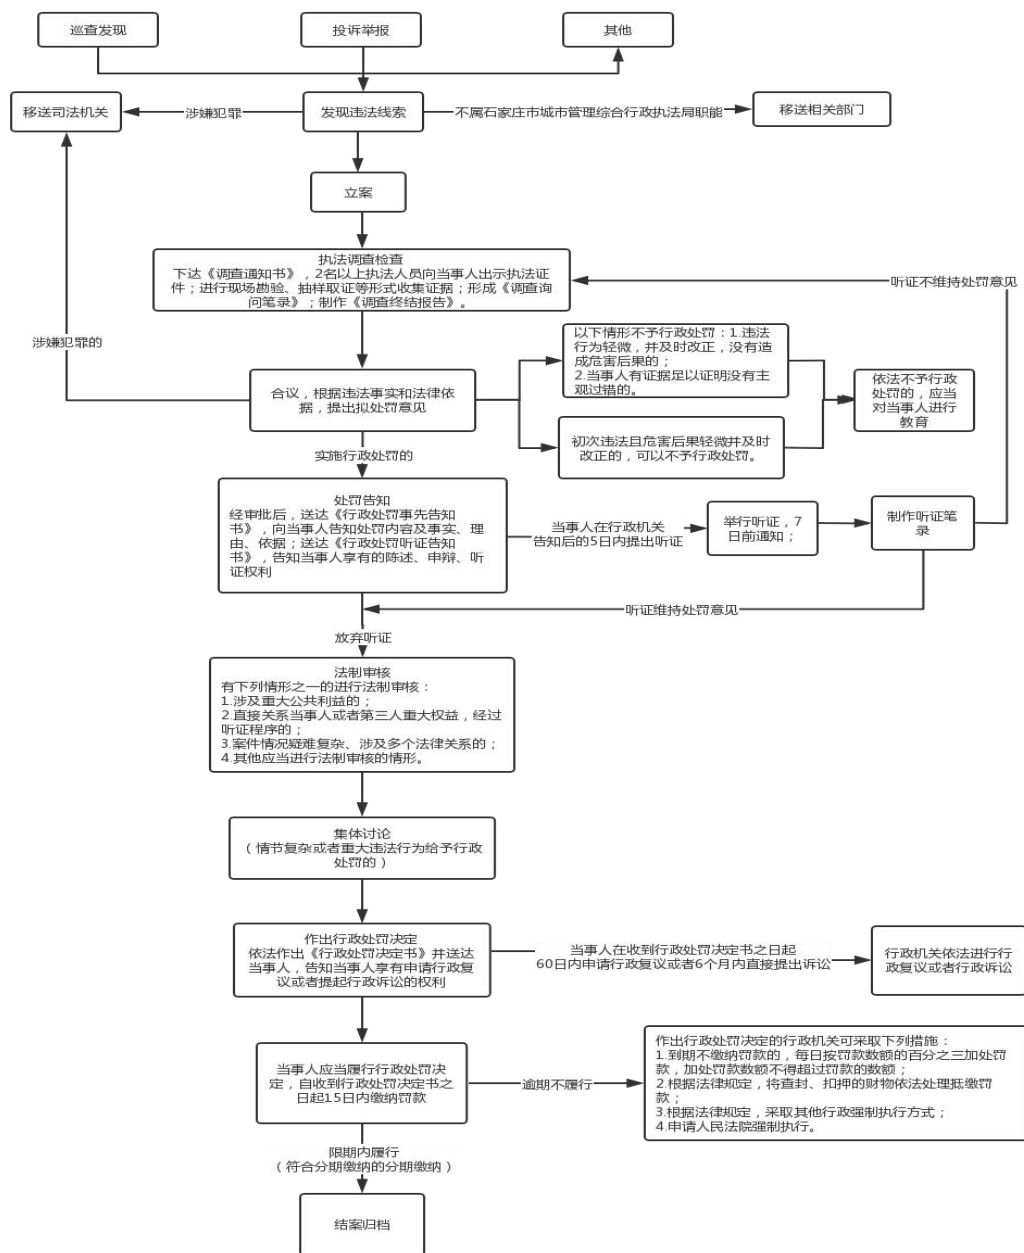 巡查发现
投诉举报
其他
移送司法机关
涉嫌犯罪
发现违法线索
不属石家庄市城市管理综合行政执法局职能
移送相关部门
立案
执法调查检查
下达《调查通知书》，2名以上执法人员向当事人出示执法证
件；进行现场勘验、抽样取证等形式收集证据；形成《调查询
问笔录》；制作《调查终结报告》。
听证不维持处罚意见
涉嫌犯罪的
合议，根据违法事实和法律依
据，提出拟处罚意见
以下情形不予行政处罚：1.违法
行为轻微，并及时改正，没有造
成危害后果的；
2.当事人有证据足以证明没有主
观过错的。
初次违法且危害后果轻微并及时
改正的，可以不予行政处罚。
依法不予行政
处罚的，应当
对当事人进行
教育
实施行政处罚的
处罚告知
经审批后，送达《行政处罚事先告知
书》，向当事人告知处罚内容及事实、理
由、依据；送达《行政处罚听证告知
书》，告知当事人享有的陈述、申辩、听
证权利
当事人在行政机关
告知后的5日内提出听证
举行听证，7
日前通知；
制作听证笔
录
听证维持处罚意见
放弃听证
法制审核
有下列情形之一的进行法制审核：
1.涉及重大公共利益的；
2.直接关系当事人或者第三人重大权益，经过
听证程序的；
3.案件情况疑难复杂、涉及多个法律关系的；
4.其他应当进行法制审核的情形。
集体讨论
（情节复杂或者重大违法行为给予行政
处罚的）
作出行政处罚决定
依法作出《行政处罚决定书》并送达
当事人，告知当事人享有申请行政复
议或者提起行政诉讼的权利
当事人在收到行政处罚决定书之日起
60日内申请行政复议或者6个月内直接提出诉讼
行政机关依法进行行
政复议或者行政诉讼
当事人应当履行行政处罚决
定，自收到行政处罚决定书之
日起15日内缴纳罚款
逾期不履行
作出行政处罚决定的行政机关可采取下列措施：
1.到期不缴纳罚款的，每日按罚款数额的百分之三加处罚
款，加处罚款数额不得超过罚款的数额；
2.根据法律规定，将查封、扣押的财物依法处理抵缴罚
款；
3.根据法律规定，采取其他行政强制执行方式；
4.申请人民法院强制执行。
限期内履行
（符合分期缴纳的分期缴纳）
结案归档